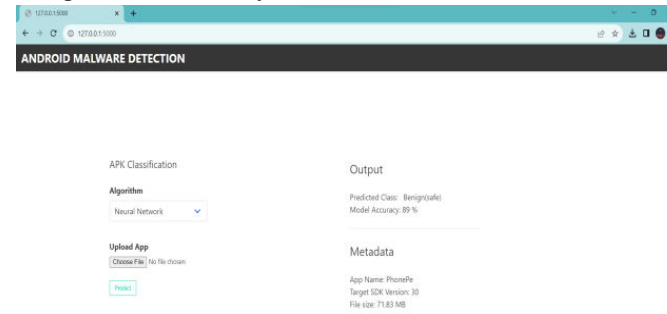 127.0.0.1:5000
127.0.0.1:5000
ANDROID MALWARE DETECTION
APK Classification
Algorithm
Neural Network
Upload App
Choose File No file chosen
Predict
Output
Predicted Class: Benign(safe)
Model Accuracy: 89 %
Metadata
App Name: PhonePe
Target SDK Version: 30
File size: 71.83 MB